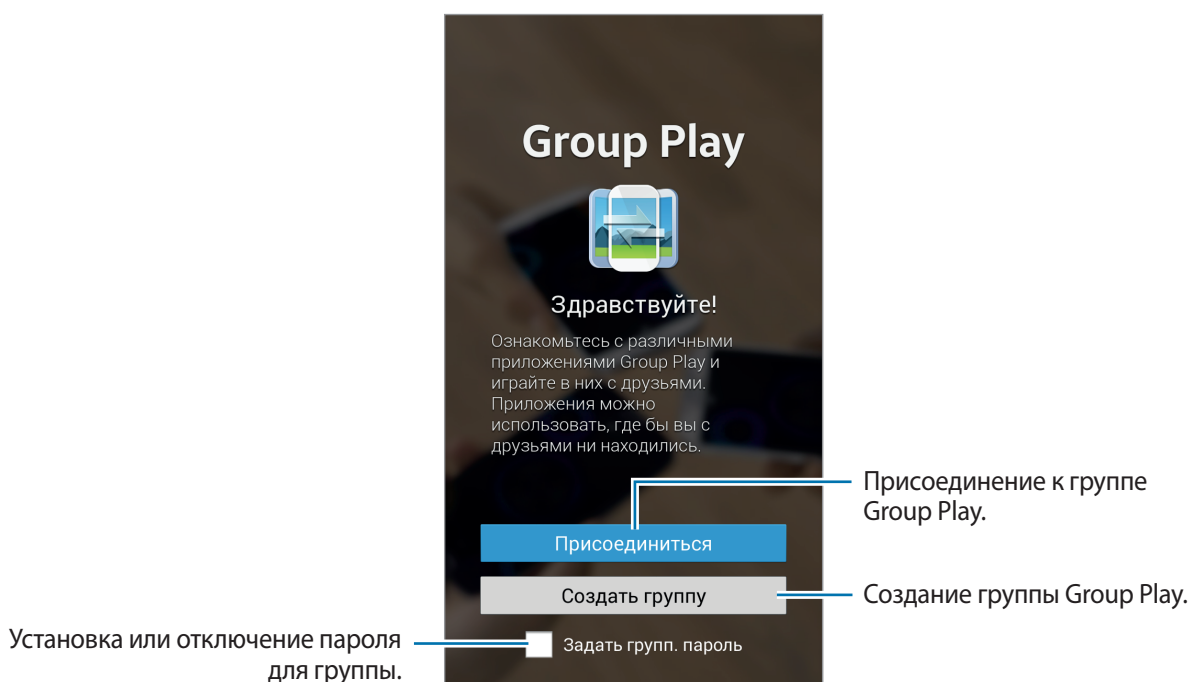 Group Play
Здравствуйте!
Ознакомьтесь с различными
приложениями Group Play и
играйте в них с друзьями.
Приложения можно
использовать, где бы вы с
друзьями ни находились.
Присоединение к группе
Group Play.
Присоединиться
Создать группу
Создание группы Group Play.
Установка или отключение пароля
для группы.
Задать групп. пароль